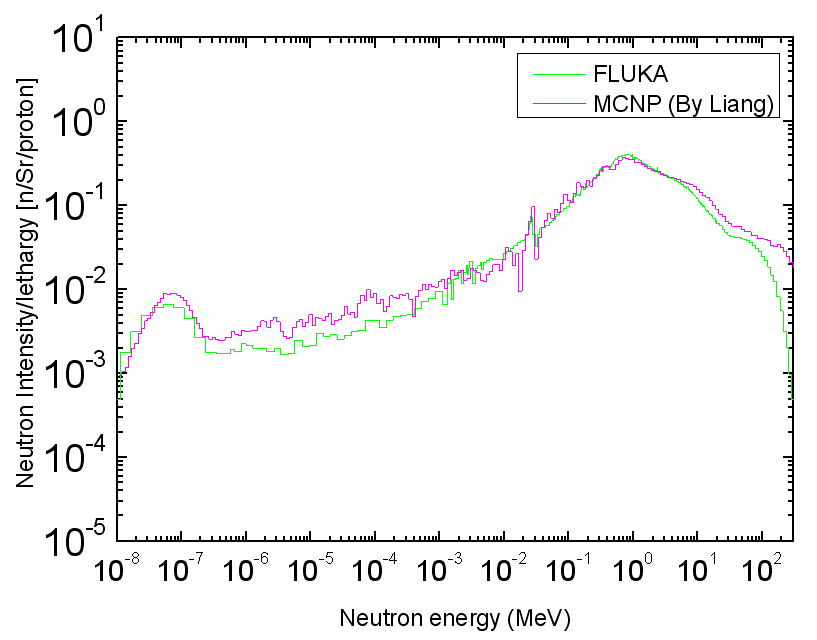 Neutron Intensity/lethargy [n/Sr/proton]
10^1
10^0
10^-1
10^-2
10^-3
10^-4
10^-5
FLUKA
MCNP (By Liang)
10^-8 10^-7 10^-6 10^-5 10^-4 10^-3 10^-2 10^-1 10^0 10^1 10^2
Neutron energy (MeV)